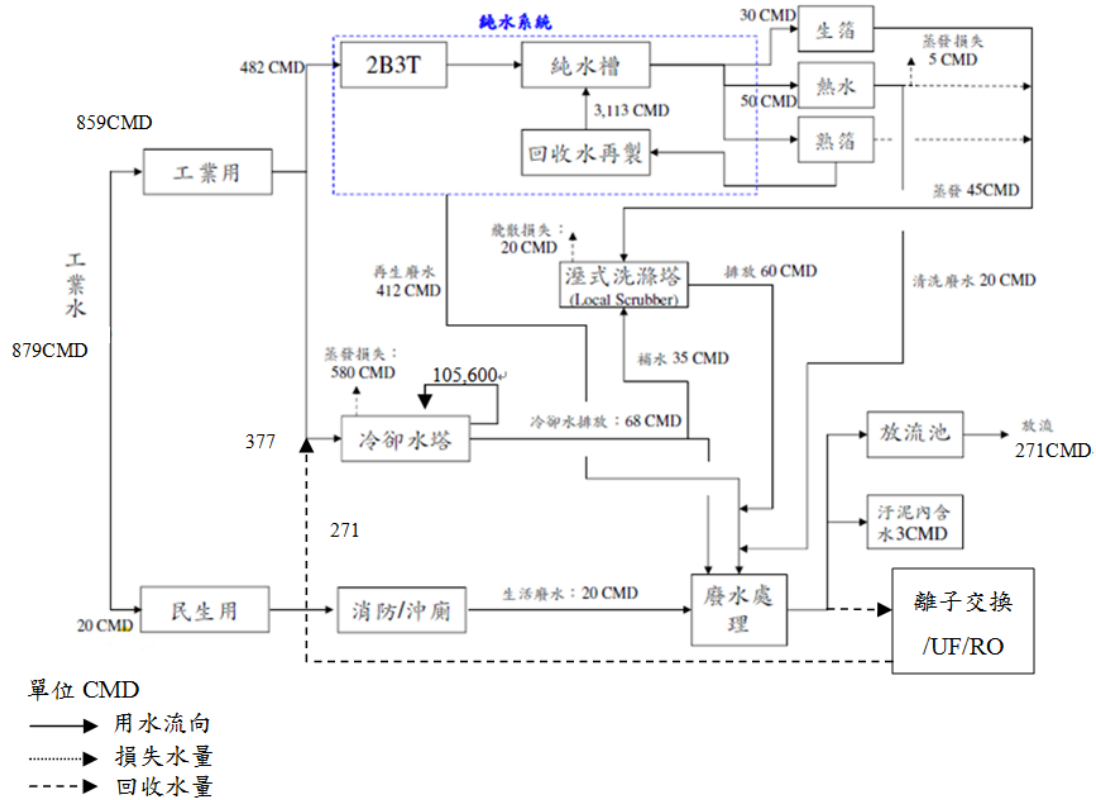 純水系統
30 CMD
生箔
蒸發損失
5 CMD
482 CMD
2B3T
純水槽
50 CMD
熱水
3,113 CMD
859CMD
回收水再製
熟箔
工業用
蒸發 45CMD
飛散損失：
20 CMD
工業水
再生廢水
412 CMD
溼式洗滌塔
(Local Scrubber)
排放 60 CMD
清洗廢水 20 CMD
879CMD
蒸發損失：
580 CMD
105,600↵
補水 35 CMD
377
冷卻水塔
冷卻水排放：68 CMD
放流池
放流
271CMD
271
汙泥內含
水3CMD
20 CMD
民生用
消防/沖廁
生活廢水：20 CMD
廢水處
理
離子交換
/UF/RO
單位 CMD
用水流向
損失水量
回收水量